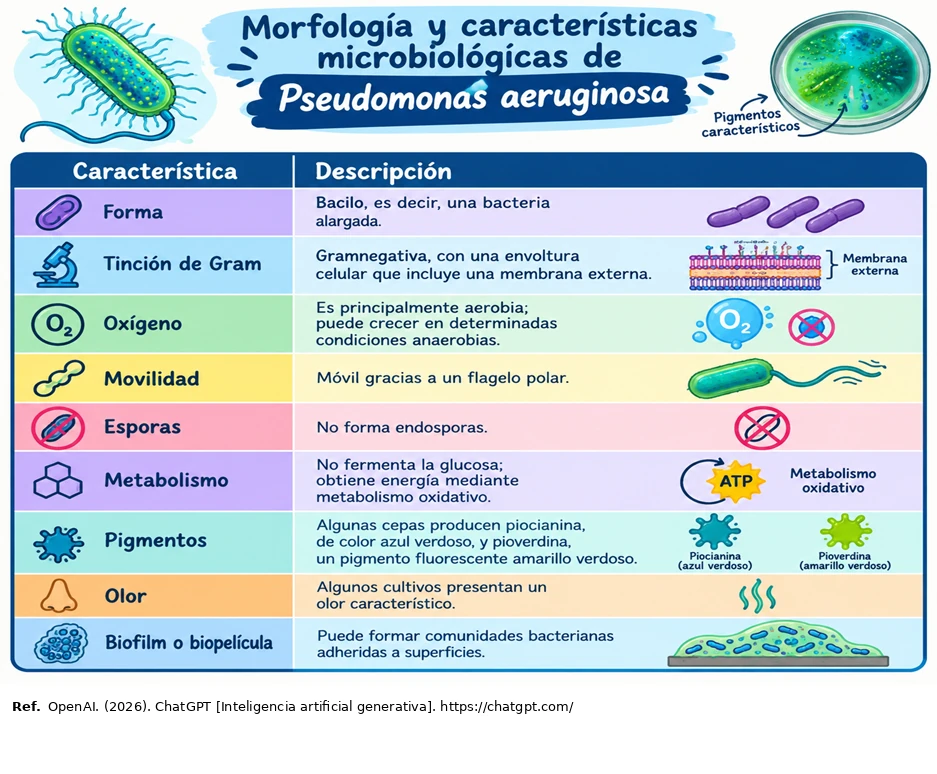 Morfología y características
microbiológicas de
Pseudomonas aeruginosa
Pigmentos
característicos
Característica
Descripción
Forma
Bacilo, es decir, una bacteria
alargada.
Tinción de Gram
Gramnegativa, con una envoltura
celular que incluye una membrana externa.
Membrana
externa
O₂
Oxígeno
Es principalmente aerobia;
puede crecer en determinadas
condiciones anaerobias.
O₂
Movilidad
Móvil gracias a un flagelo polar.
Esporas
No forma endosporas.
Metabolismo
No fermenta la glucosa;
obtiene energía mediante
metabolismo oxidativo.
ATP
Metabolismo
oxidativo
Pigmentos
Algunas cepas producen piocianina,
de color azul verdoso, y pioverdina,
un pigmento fluorescente amarillo verdoso.
Piocianina
(azul verdoso)
Pioverdina
(amarillo verdoso)
Olor
Algunos cultivos presentan un
olor característico.
Biofilm o biopelícula
Puede formar comunidades bacterianas
adheridas a superficies.
Ref. OpenAI. (2026). ChatGPT [Inteligencia artificial generativa]. https://chatgpt.com/